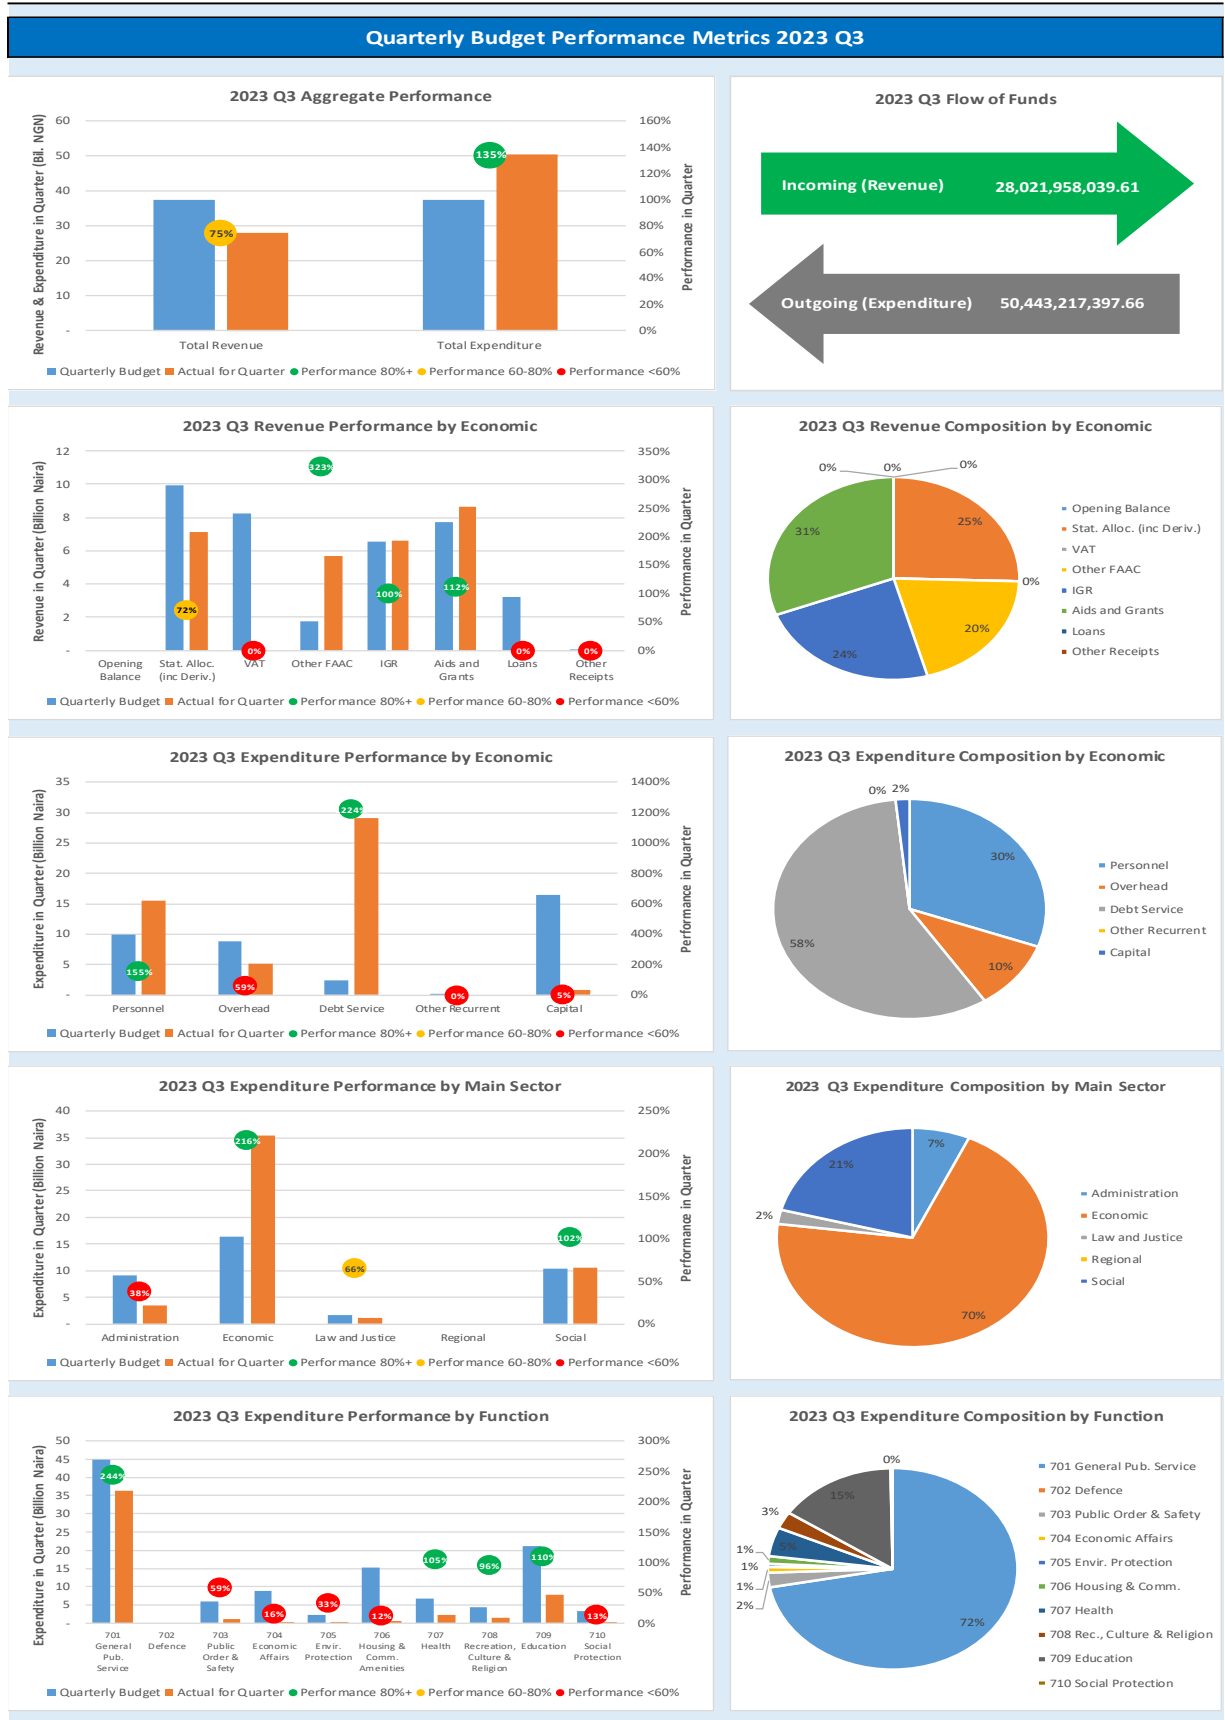 Quarterly Budget Performance Metrics 2023 Q3
2023 Q3 Aggregate Performance
Revenue & Expenditure in Quarter (Bil. NGN)
60
50
40
30
20
10
-
160%
140%
120%
100%
80%
60%
40%
20%
0%
Performance in Quarter
75%
135%
Total Revenue
Total Expenditure
Quarterly Budget Actual for Quarter Performance 80%+ Performance 60-80% Performance <60%
2023 Q3 Flow of Funds
Incoming (Revenue) 28,021,958,039.61
Outgoing (Expenditure) 50,443,217,397.66
2023 Q3 Revenue Performance by Economic
Revenue in Quarter (Billion Naira)
12
10
8
6
4
2
-
350%
300%
250%
200%
150%
100%
50%
0%
Performance in Quarter
72%
0%
323%
100%
112%
0%
0%
Opening Balance
Stat. Alloc. (inc Deriv.)
VAT
Other FAAC
IGR
Aids and Grants
Loans
Other Receipts
Quarterly Budget Actual for Quarter Performance 80%+ Performance 60-80% Performance <60%
2023 Q3 Revenue Composition by Economic
0%
0%
0%
25%
0%
20%
24%
31%
Opening Balance
Stat. Alloc. (inc Deriv.)
VAT
Other FAAC
IGR
Aids and Grants
Loans
Other Receipts
2023 Q3 Expenditure Performance by Economic
Expenditure in Quarter (Billion Naira)
35
30
25
20
15
10
5
-
1400%
1200%
1000%
800%
600%
400%
200%
0%
Performance in Quarter
155%
59%
224%
0%
5%
Personnel
Overhead
Debt Service
Other Recurrent
Capital
Quarterly Budget Actual for Quarter Performance 80%+ Performance 60-80% Performance <60%
2023 Q3 Expenditure Composition by Economic
0%
2%
30%
10%
58%
Personnel
Overhead
Debt Service
Other Recurrent
Capital
2023 Q3 Expenditure Performance by Main Sector
Expenditure in Quarter (Billion Naira)
40
35
30
25
20
15
10
5
-
250%
200%
150%
100%
50%
0%
Performance in Quarter
38%
216%
66%
102%
Administration
Economic
Law and Justice
Regional
Social
Quarterly Budget Actual for Quarter Performance 80%+ Performance 60-80% Performance <60%
2023 Q3 Expenditure Composition by Main Sector
7%
70%
2%
21%
Administration
Economic
Law and Justice
Regional
Social
2023 Q3 Expenditure Performance by Function
Expenditure in Quarter (Billion Naira)
50
45
40
35
30
25
20
15
10
5
-
300%
250%
200%
150%
100%
50%
0%
Performance in Quarter
244%
59%
16%
33%
12%
105%
96%
110%
13%
701 General Pub. Service
702 Defence
703 Public Order & Safety
704 Economic Affairs
705 Envir. Protection
706 Housing & Comm. Amenities
707 Health
708 Recreation, Culture & Religion
709 Education
710 Social Protection
Quarterly Budget Actual for Quarter Performance 80%+ Performance 60-80% Performance <60%
2023 Q3 Expenditure Composition by Function
0%
15%
3%
5%
1%
1%
1%
2%
72%
701 General Pub. Service
702 Defence
703 Public Order & Safety
704 Economic Affairs
705 Envir. Protection
706 Housing & Comm.
707 Health
708 Rec., Culture & Religion
709 Education
710 Social Protection